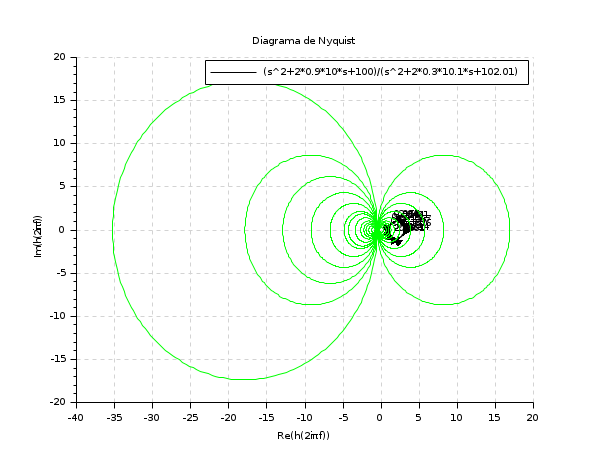 Diagrama de Nyquist
(s^2+2*0.9*10*s+100)/(s^2+2*0.3*10.1*s+102.01)
20
15
10
5
0
-5
-10
-15
-20
Im(h(2iπf))
-40 -35 -30 -25 -20 -15 -10 -5 0 5 10 15 20
Re(h(2iπf))